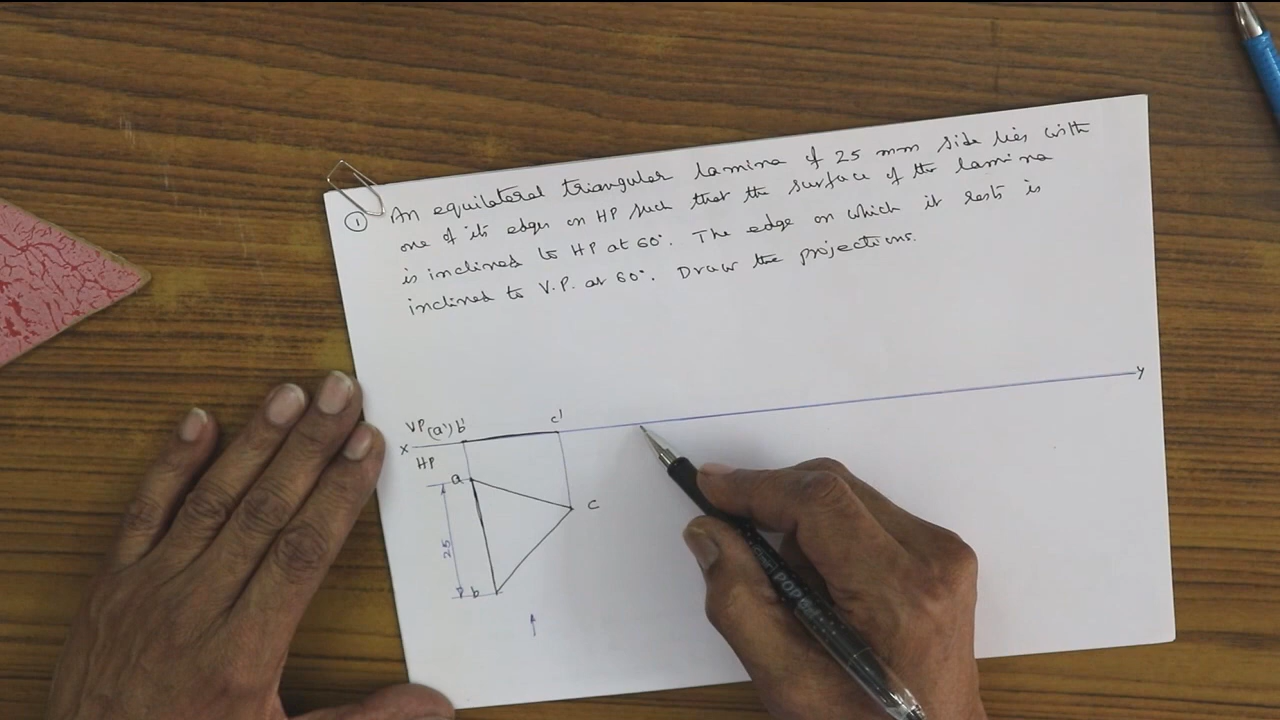 ① An equilateral triangular lamina of 25 mm side lies with
one of its edges on HP such that the surface of the lamina
is inclined to HP at 60°. The edge on which it rests is
inclined to V.P. at 60°. Draw the projections.
y
VP (a') b' c'
x
HP
a
c
25
b